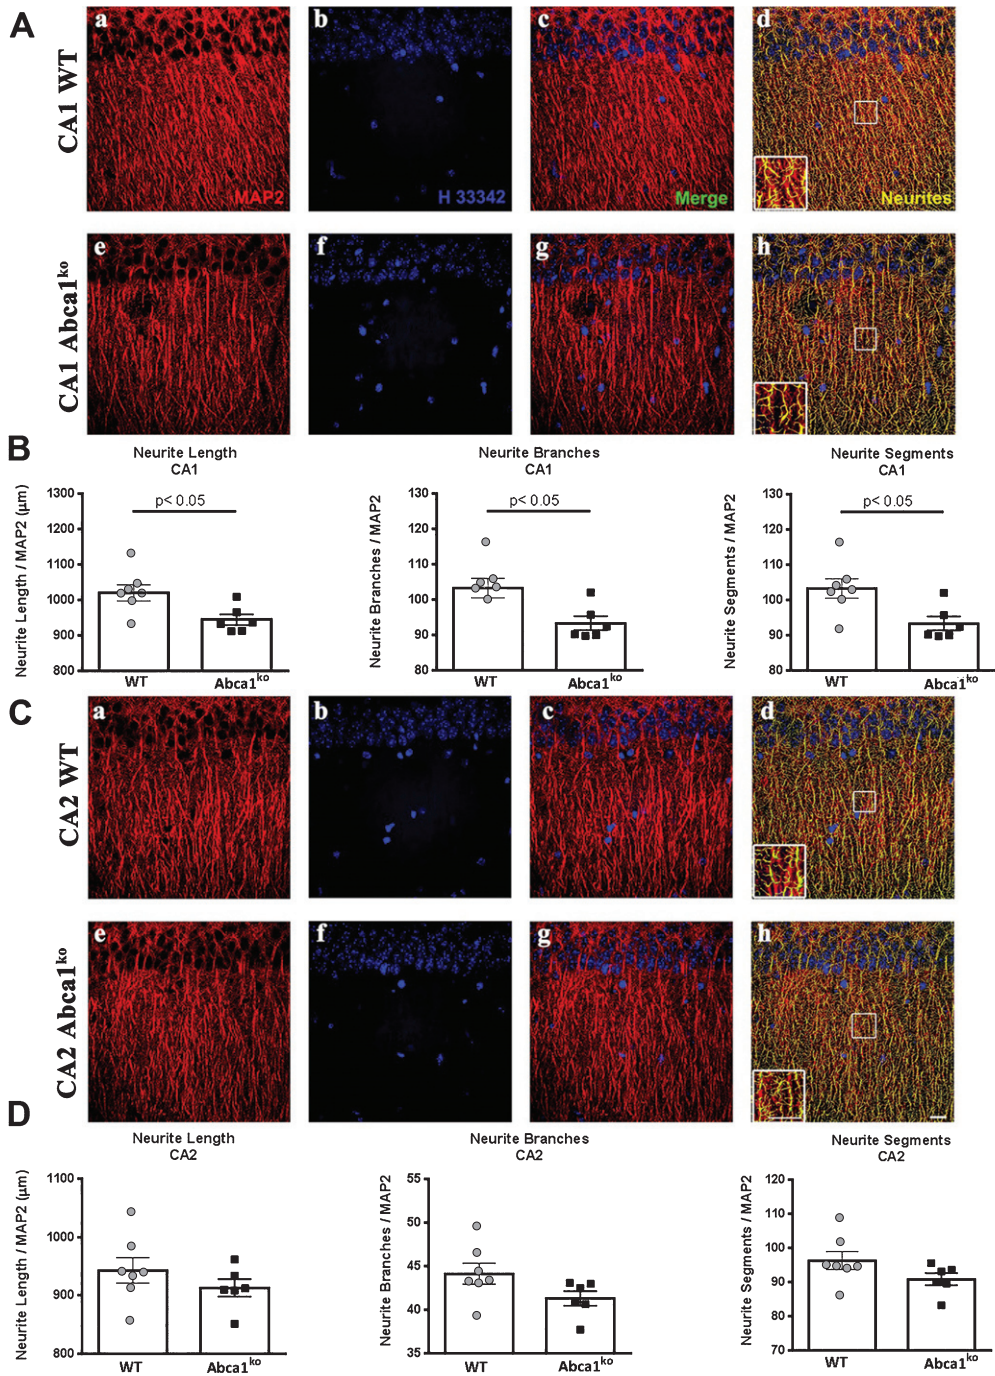 A
a
b
c
d
CA1 WT
MAP2
H 33342
Merge
Neurites
e
f
g
h
CA1 Abca1ko
B
Neurite Length
CA1
Neurite Length / MAP2 (µm)
1300
1200
1100
1000
900
800
p< 0.05
WT
Abca1ko
Neurite Branches
CA1
Neurite Branches / MAP2
130
120
110
100
90
80
p< 0.05
WT
Abca1ko
Neurite Segments
CA1
Neurite Segments / MAP2
130
120
110
100
90
80
p< 0.05
WT
Abca1ko
C
a
b
c
d
CA2 WT
e
f
g
h
CA2 Abca1ko
D
Neurite Length
CA2
Neurite Length / MAP2 (µm)
1100
1000
900
800
WT
Abca1ko
Neurite Branches
CA2
Neurite Branches / MAP2
55
50
45
40
35
WT
Abca1ko
Neurite Segments
CA2
Neurite Segments / MAP2
120
110
100
90
80
70
WT
Abca1ko